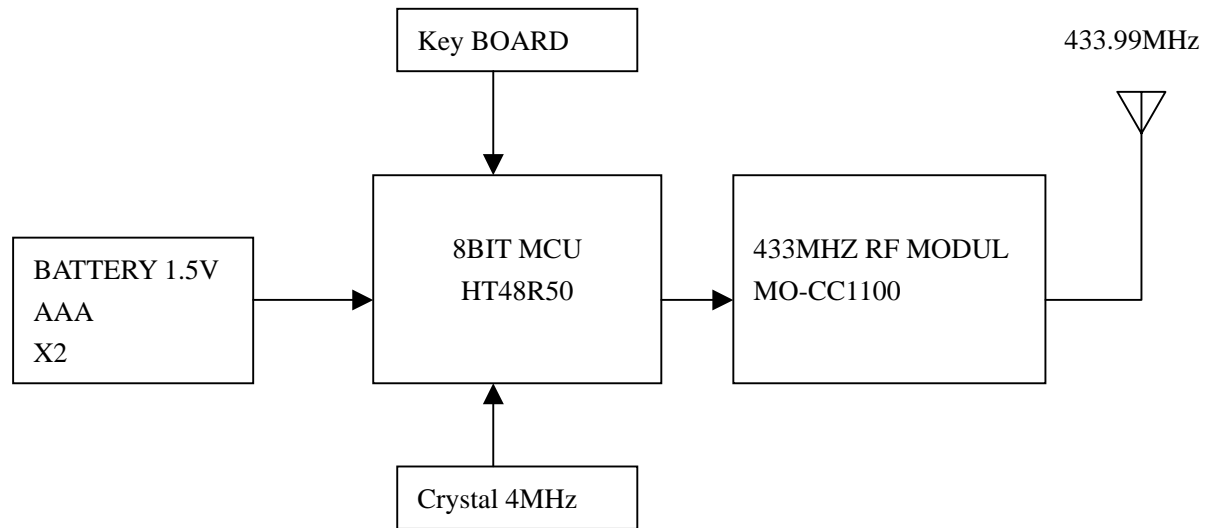 Key BOARD
433.99MHz
BATTERY 1.5V
AAA
X2
8BIT MCU
HT48R50
433MHZ RF MODUL
MO-CC1100
Crystal 4MHz